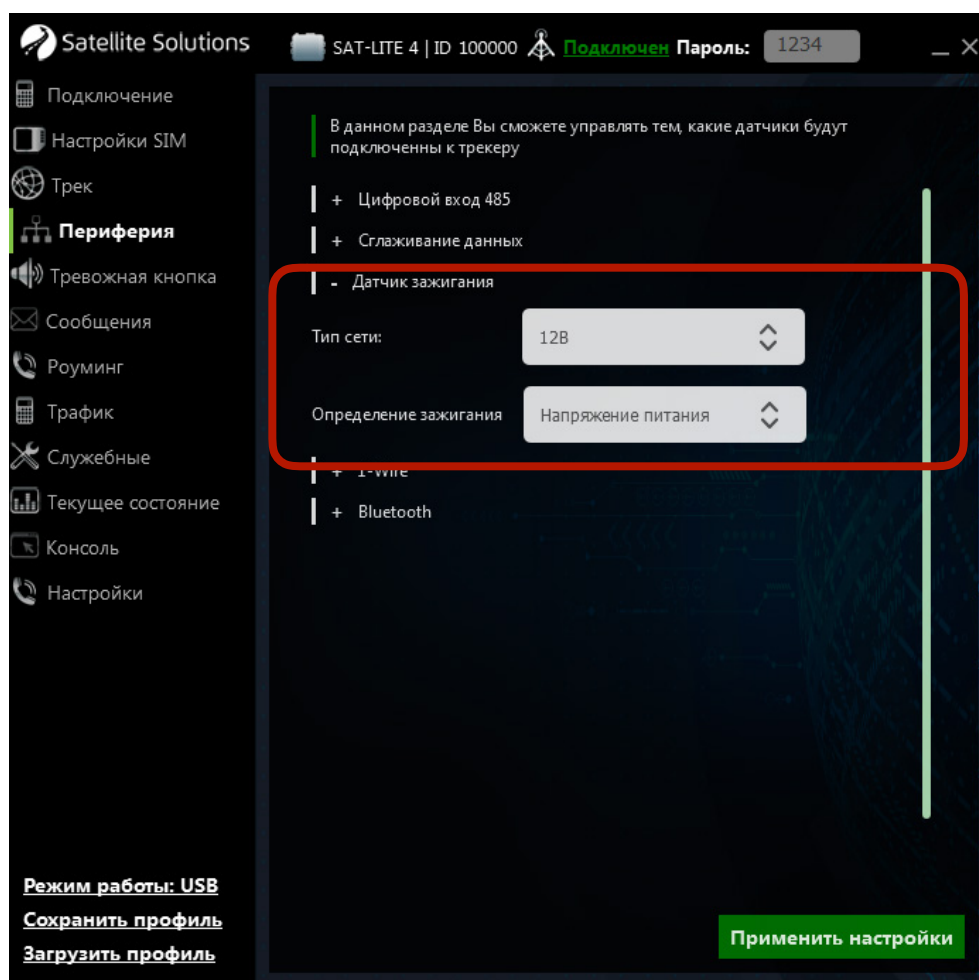 Satellite Solutions
SAT-LITE 4 | ID 100000 Подключен Пароль: 1234
Подключение
Настройки SIM
Трек
Периферия
Тревожная кнопка
Сообщения
Роуминг
Трафик
Служебные
Текущее состояние
Консоль
Настройки
Режим работы: USB
Сохранить профиль
Загрузить профиль
В данном разделе Вы сможете управлять тем, какие датчики будут
подключенны к трекеру
+ Цифровой вход 485
+ Сглаживание данных
- Датчик зажигания
Тип сети: 12В
Определение зажигания Напряжение питания
+ 1-Wire
+ Bluetooth
Применить настройки